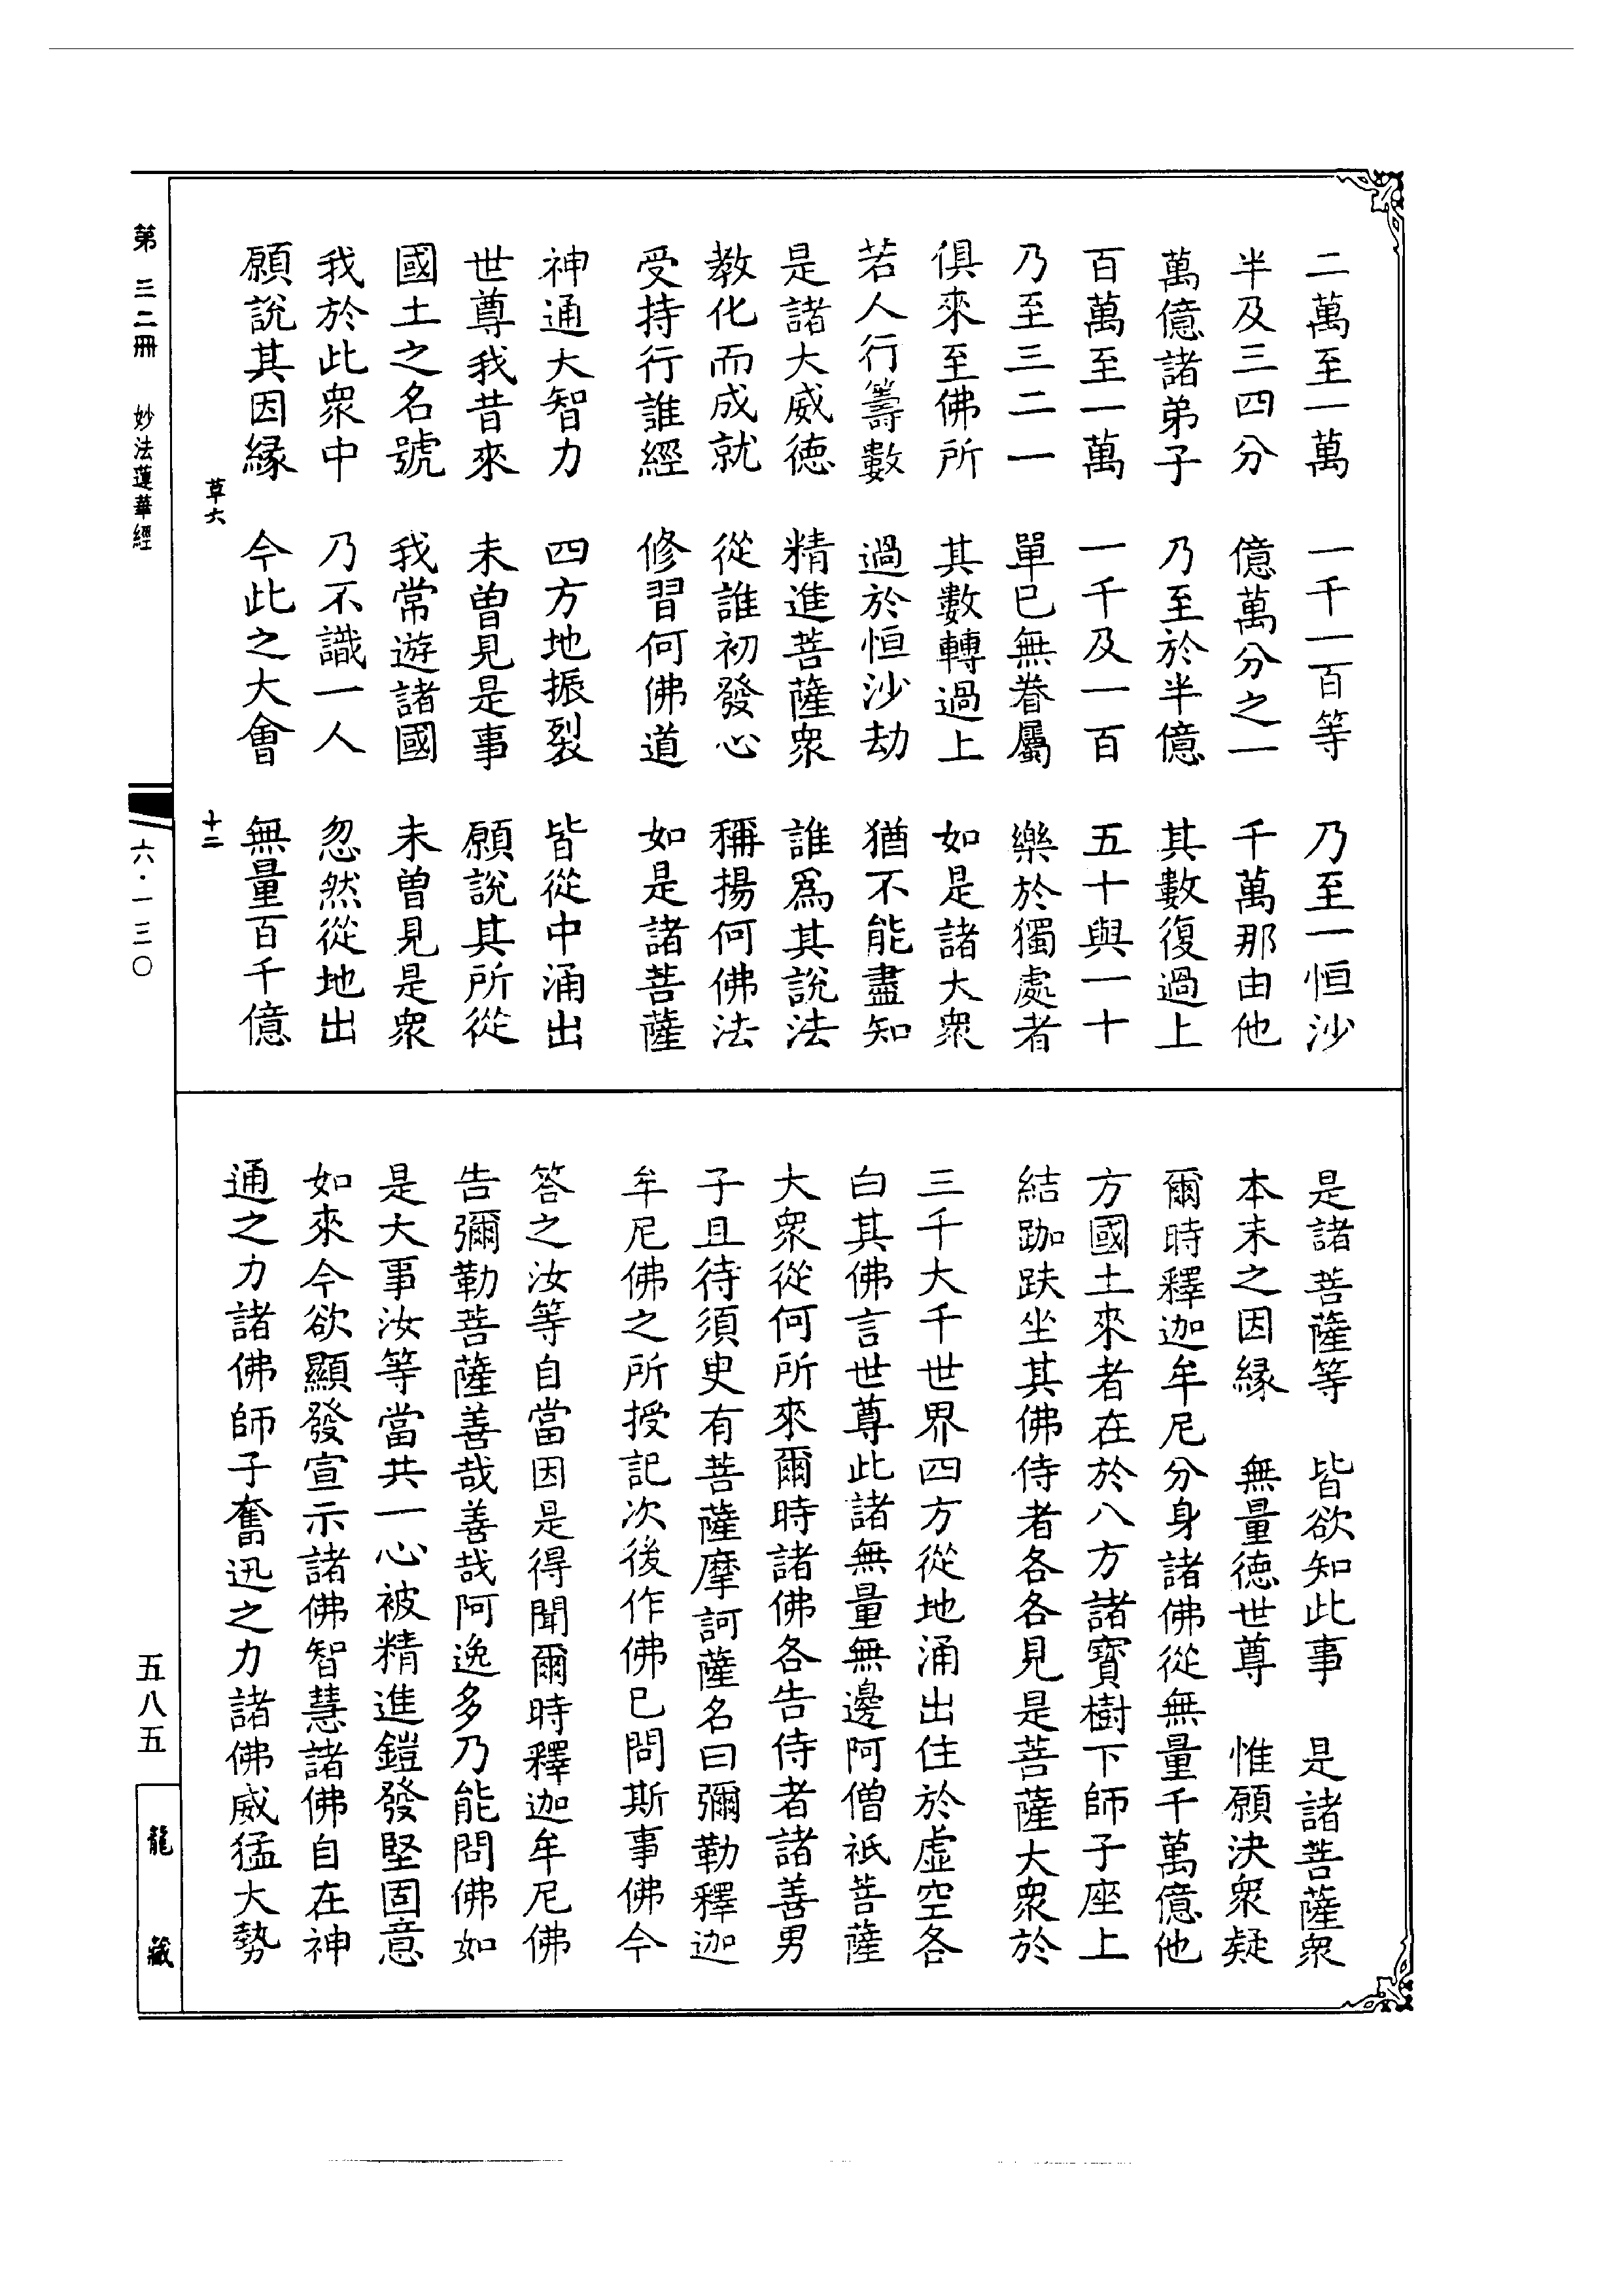 二萬至一萬　一千一百等　乃至一恒沙
半及三四分　億萬分之一　千萬那由他
萬億諸弟子　乃至於半億　其數復過上
百萬至一萬　一千及一百　五十與一十
乃至三二一　單已無眷屬　樂於獨處者
俱來至佛所　其數轉過上　如是諸大眾
若人行籌數　過於恒沙劫　猶不能盡知
是諸大威德　精進菩薩眾　誰爲其說法
教化而成就　從誰初發心　稱揚何佛法
受持行誰經　修習何佛道　如是諸菩薩
神通大智力　四方地振裂　皆從中涌出
世尊我昔來　未曾見是事　願說其所從
國土之名號　我常遊諸國　未曾見是眾
我於此眾中　乃不識一人　忽然從地出
願說其因緣　今此之大會　無量百千億
草六　十二
是諸菩薩等　皆欲知此事　是諸菩薩眾
本末之因緣　無量德世尊　惟願決眾疑
爾時釋迦牟尼分身諸佛從無量千萬億他
方國土來者在於八方諸寶樹下師子座上
結跏趺坐其佛侍者各各見是菩薩大眾於
三千大千世界四方從地涌出住於虛空各
白其佛言世尊此諸無量無邊阿僧祇菩薩
大眾從何所來爾時諸佛各告侍者諸善男
子且待須臾有菩薩摩訶薩名曰彌勒釋迦
牟尼佛之所授記次後作佛已問斯事佛今
答之汝等自當因是得聞爾時釋迦牟尼佛
告彌勒菩薩善哉善哉阿逸多乃能問佛如
是大事汝等當共一心被精進鎧發堅固意
如來今欲顯發宣示諸佛智慧諸佛自在神
通之力諸佛師子奮迅之力諸佛威猛大勢
第三二冊　妙法蓮華經
六·一三〇
五八五
龍藏